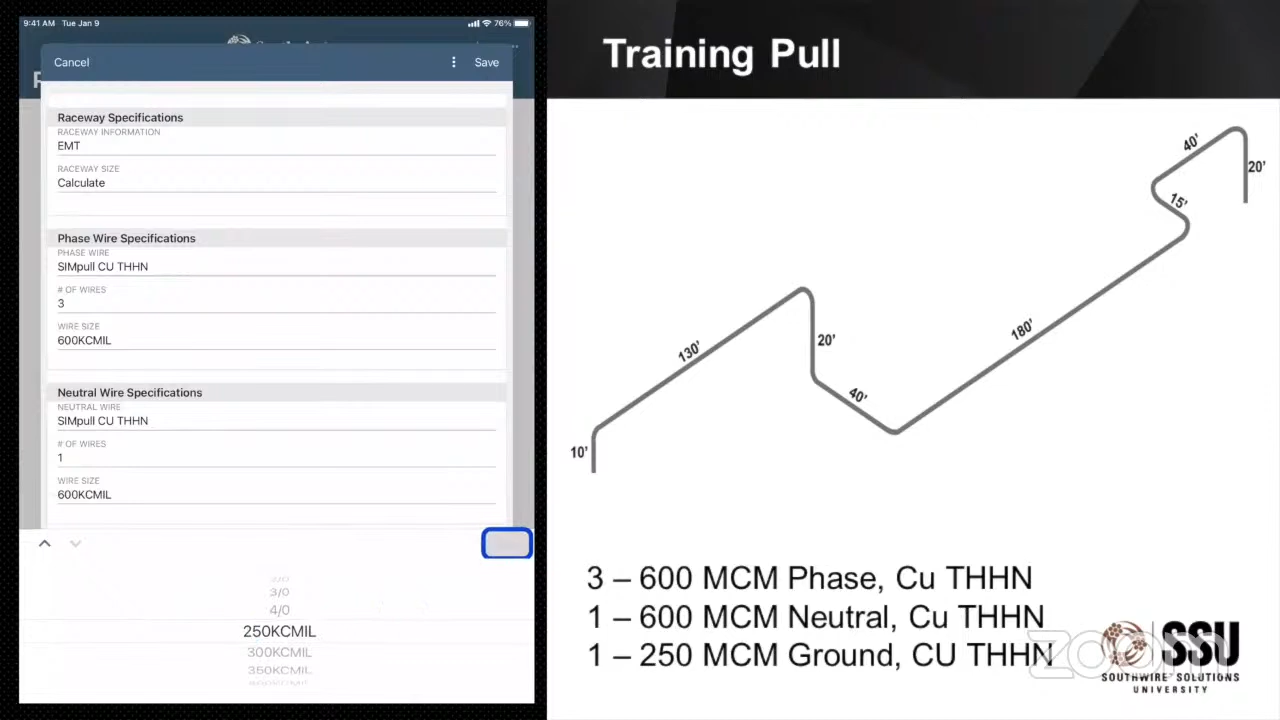 9:41 AM Tue Jan 9
76%
Cancel
Save
Raceway Specifications
RACEWAY INFORMATION
EMT
RACEWAY SIZE
Calculate
Phase Wire Specifications
PHASE WIRE
SIMpull CU THHN
# OF WIRES
3
WIRE SIZE
600KCMIL
Neutral Wire Specifications
NEUTRAL WIRE
SIMpull CU THHN
# OF WIRES
1
WIRE SIZE
600KCMIL
3/0
4/0
250KCMIL
300KCMIL
350KCMIL
Training Pull
40'
20'
15'
180'
130'
20'
40'
10'
3 – 600 MCM Phase, Cu THHN
1 – 600 MCM Neutral, Cu THHN
1 – 250 MCM Ground, CU THHN
zoom
SSU
SOUTHWIRE SOLUTIONS
UNIVERSITY